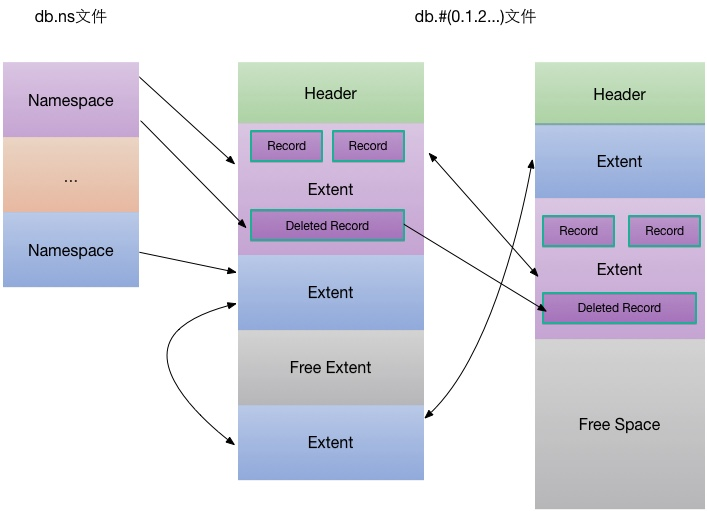 db.ns文件
db.#(0.1.2...)文件
Namespace
...
Namespace
Header
Record Record
Extent
Deleted Record
Extent
Free Extent
Extent
Header
Extent
Record Record
Extent
Deleted Record
Free Space